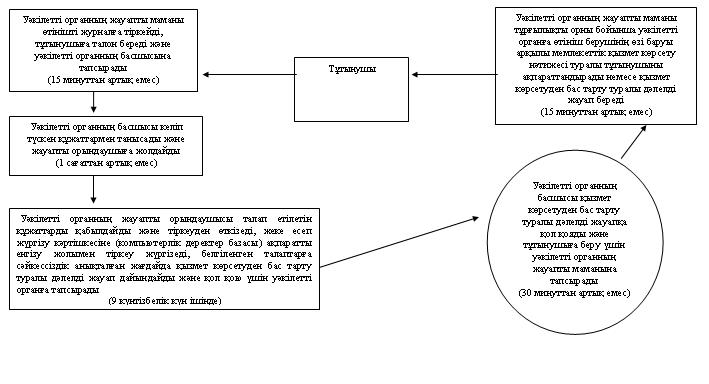 Уәкілетті органның жауапты маманы
өтінішті журналға тіркейді,
тұтынушыға талон береді және
уәкілетті органның басшысына
тапсырады
(15 минуттан артық емес)
Уәкілетті органның басшысы келіп
түскен құжаттармен танысады және
жауапты орындаушыға жолдайды
(1 сағаттан артық емес)
Уәкілетті органның жауапты орындаушысы талап етілетін
құжаттарды қабылдайды және тіркеуден өткізеді, жеке есеп
жүргізу кәртішкесіне (компьютерлік деректер базасы) ақпаратты
енгізу жолымен тіркеу жүргізеді, белгіленген талаптарға
сәйкессіздік анықталған жағдайда қызмет көрсетуден бас тарту
туралы дәлелді жауап дайындайды және қол қою үшін уәкілетті
органға тапсырады
(9 күнтізбелік күн ішінде)
Тұтынушы
Уәкілетті органның жауапты маманы
тұрғылықты орны бойынша уәкілетті
органға өтініш берушінің өзі баруы
арқылы мемлекеттік қызмет көрсету
нәтижесі туралы тұтынушыны
ақпараттандырады немесе қызмет
көрсетуден бас тарту туралы дәлелді
жауап береді
(15 минуттан артық емес)
Уәкілетті органның
басшысы қызмет
көрсетуден бас тарту
туралы дәлелді жауапқа
қол қояды және
тұтынушыға беру үшін
уәкілетті органның
жауапты маманына
тапсырады
(30 минуттан артық емес)